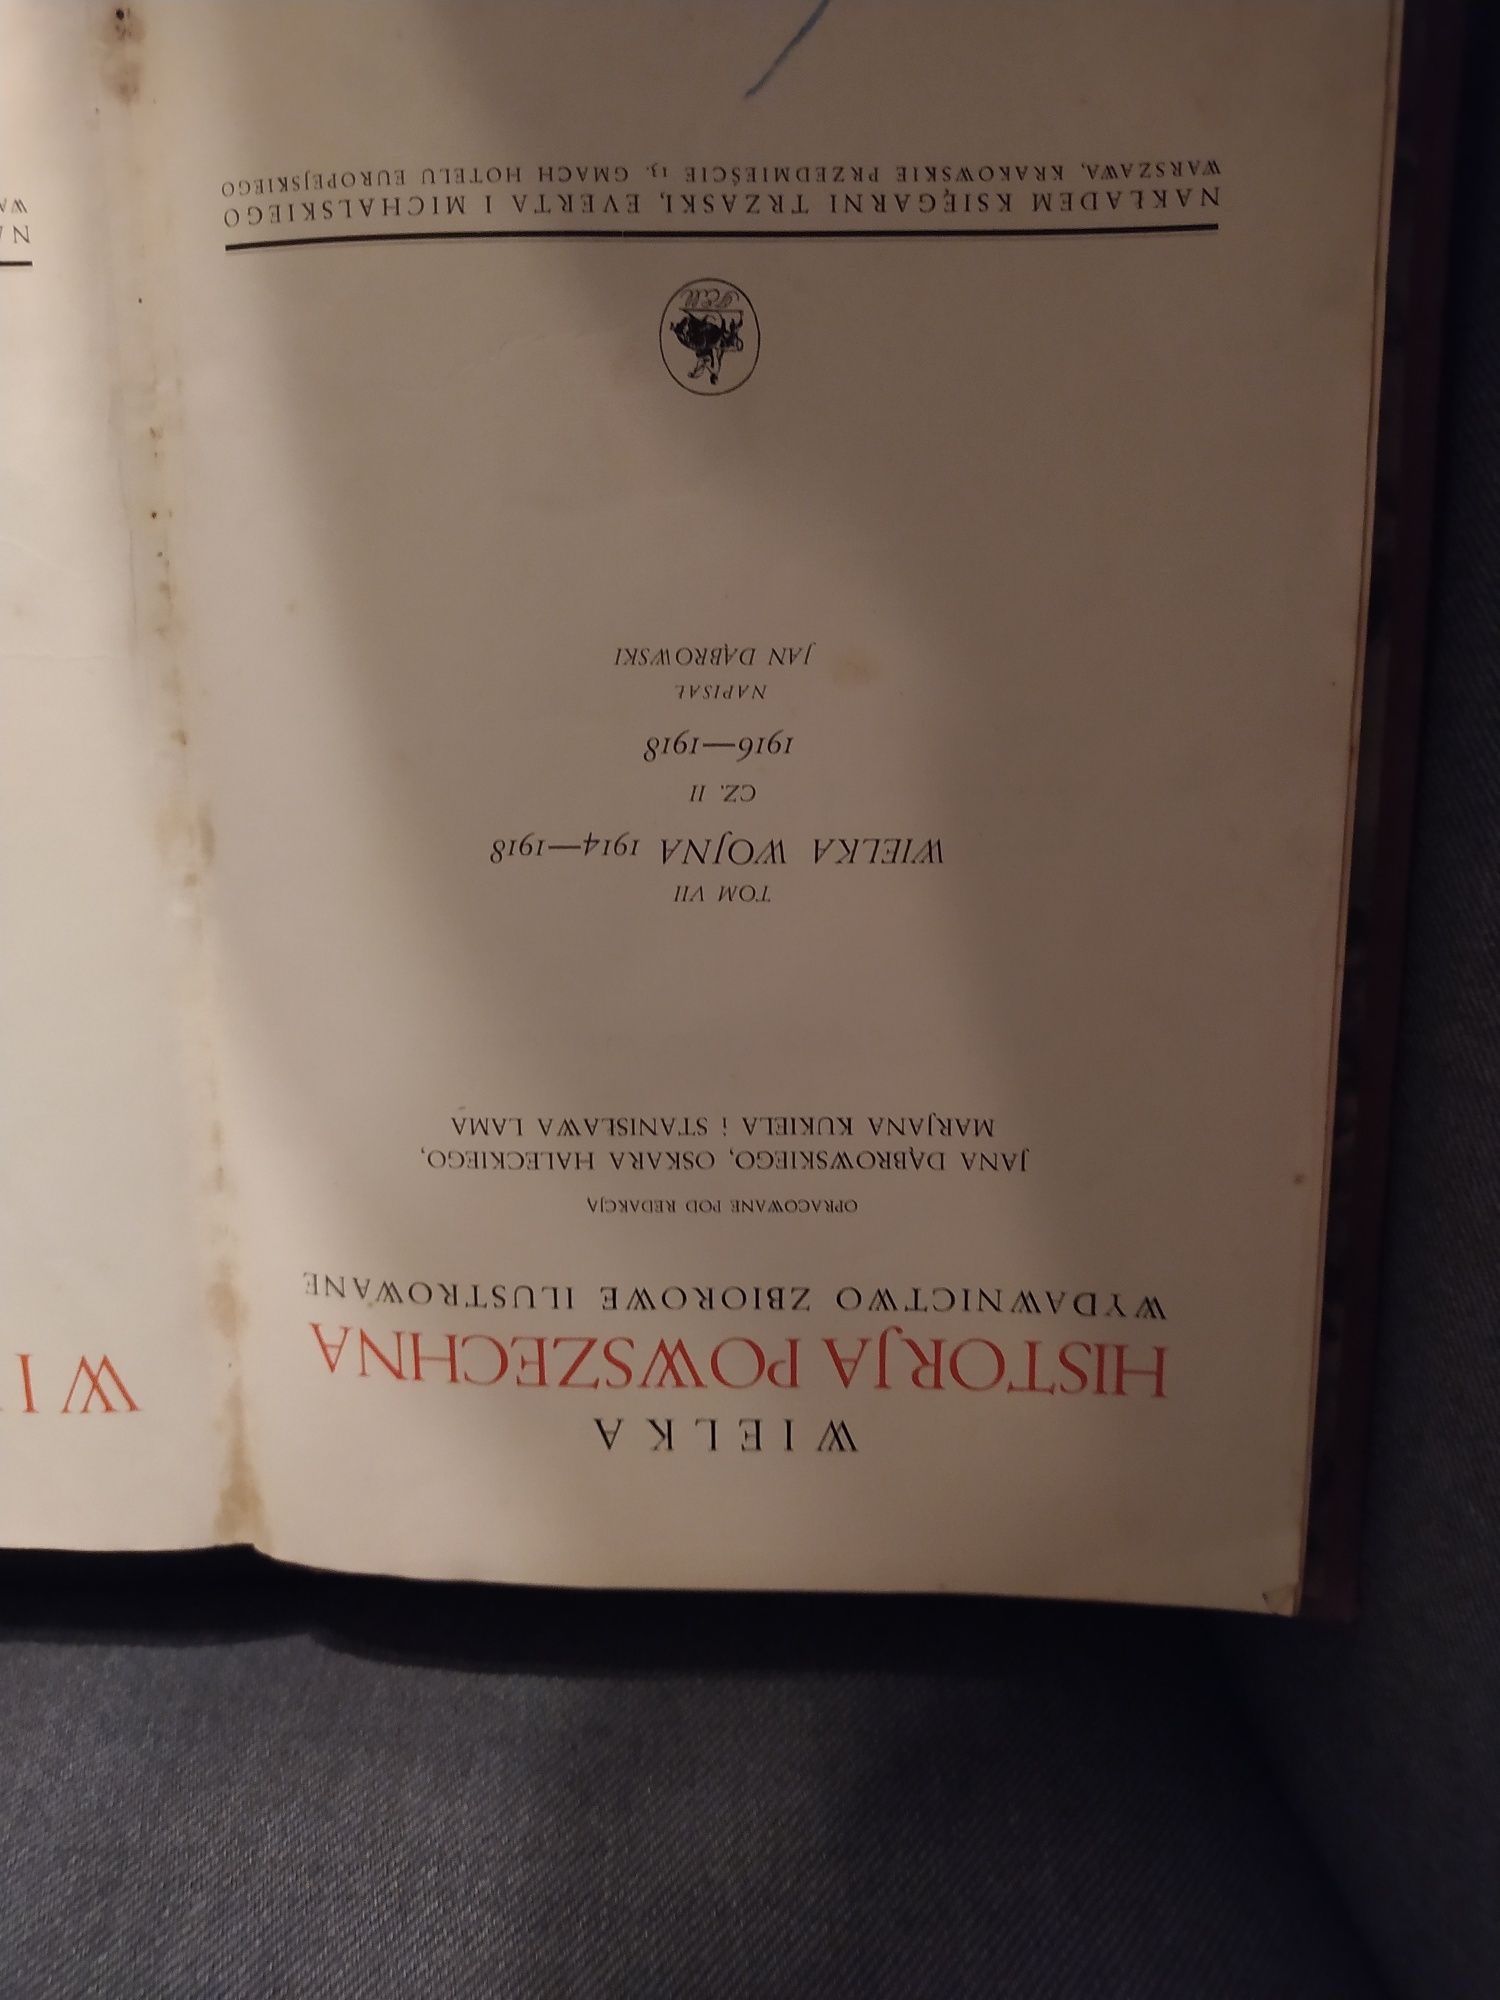 WIELKA
HISTORJA POWSZECHNA
WYDAWNICTWO ZBIOROWE ILUSTROWANE
OPRACOWANE POD REDAKCJĄ
JANA DĄBROWSKIEGO, OSKARA HALECKIEGO,
MARJANA KUKIELA i STANISŁAWA LAMA
TOM VII
WIELKA WOJNA 1914—1918
CZ. II
1916—1918
NAPISAŁ
JAN DĄBROWSKI
TEM
NAKŁADEM KSIĘGARNI TRZASKI, EVERTA I MICHALSKIEGO
WARSZAWA, KRAKOWSKIE PRZEDMIEŚCIE 13. GMACH HOTELU EUROPEJSKIEGO